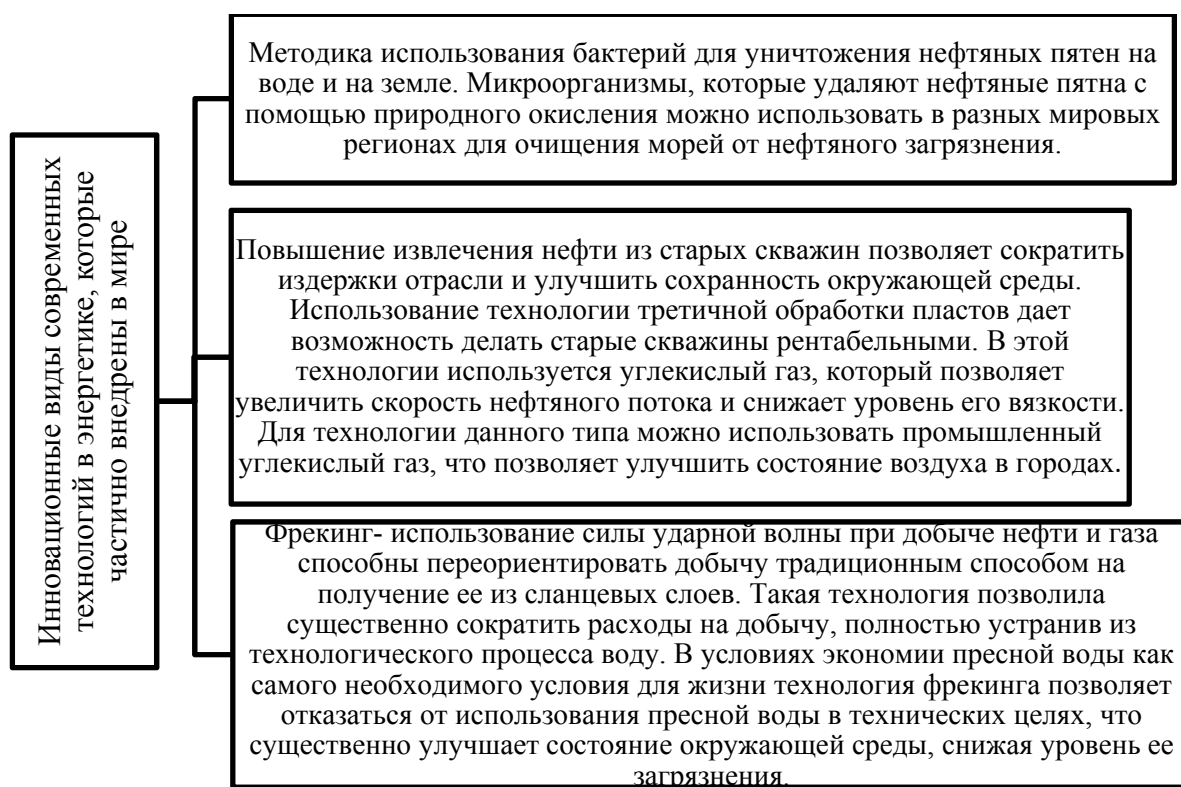 Инновационные виды современных
технологий в энергетике, которые
частично внедрены в мире
Методика использования бактерий для уничтожения нефтяных пятен на
воде и на земле. Микроорганизмы, которые удаляют нефтяные пятна с
помощью природного окисления можно использовать в разных мировых
регионах для очищения морей от нефтяного загрязнения.
Повышение извлечения нефти из старых скважин позволяет сократить
издержки отрасли и улучшить сохранность окружающей среды.
Использование технологии третичной обработки пластов дает
возможность делать старые скважины рентабельными. В этой
технологии используется углекислый газ, который позволяет
увеличить скорость нефтяного потока и снижает уровень его вязкости.
Для технологии данного типа можно использовать промышленный
углекислый газ, что позволяет улучшить состояние воздуха в городах.
Фрекинг- использование силы ударной волны при добыче нефти и газа
способны переориентировать добычу традиционным способом на
получение ее из сланцевых слоев. Такая технология позволила
существенно сократить расходы на добычу, полностью устранив из
технологического процесса воду. В условиях экономии пресной воды как
самого необходимого условия для жизни технология фрекинга позволяет
отказаться от использования пресной воды в технических целях, что
существенно улучшает состояние окружающей среды, снижая уровень ее
загрязнения.